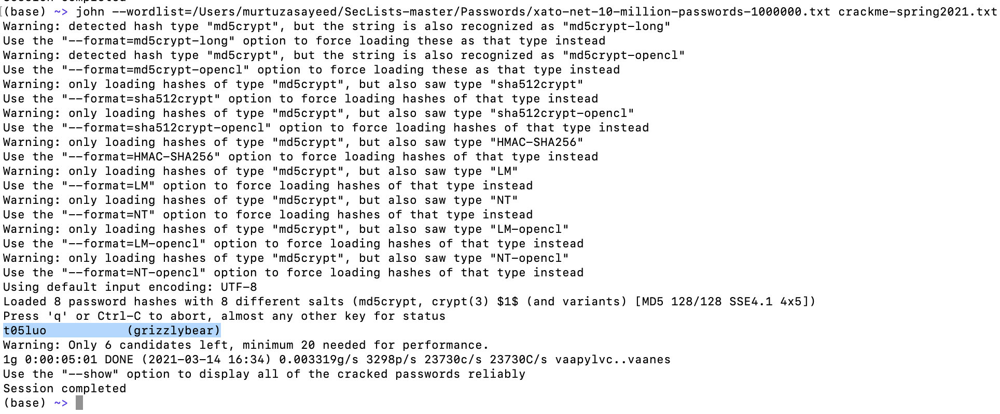 Session completed
(base) ~> john --wordlist=/Users/murtuzasayeed/SecLists-master/Passwords/xato-net-10-million-passwords-1000000.txt crackme-spring2021.txt
Warning: detected hash type "md5crypt", but the string is also recognized as "md5crypt-long"
Use the "--format=md5crypt-long" option to force loading these as that type instead
Warning: detected hash type "md5crypt", but the string is also recognized as "md5crypt-opencl"
Use the "--format=md5crypt-opencl" option to force loading these as that type instead
Warning: only loading hashes of type "md5crypt", but also saw type "sha512crypt"
Use the "--format=sha512crypt" option to force loading hashes of that type instead
Warning: only loading hashes of type "md5crypt", but also saw type "sha512crypt-opencl"
Use the "--format=sha512crypt-opencl" option to force loading hashes of that type instead
Warning: only loading hashes of type "md5crypt", but also saw type "HMAC-SHA256"
Use the "--format=HMAC-SHA256" option to force loading hashes of that type instead
Warning: only loading hashes of type "md5crypt", but also saw type "LM"
Use the "--format=LM" option to force loading hashes of that type instead
Warning: only loading hashes of type "md5crypt", but also saw type "NT"
Use the "--format=NT" option to force loading hashes of that type instead
Warning: only loading hashes of type "md5crypt", but also saw type "LM-opencl"
Use the "--format=LM-opencl" option to force loading hashes of that type instead
Warning: only loading hashes of type "md5crypt", but also saw type "NT-opencl"
Use the "--format=NT-opencl" option to force loading hashes of that type instead
Using default input encoding: UTF-8
Loaded 8 password hashes with 8 different salts (md5crypt, crypt(3) $1$ (and variants) [MD5 128/128 SSE4.1 4x5])
Press 'q' or Ctrl-C to abort, almost any other key for status
t05luo           (grizzlybear)
Warning: Only 6 candidates left, minimum 20 needed for performance.
1g 0:00:05:01 DONE (2021-03-14 16:34) 0.003319g/s 3298p/s 23730c/s 23730C/s vaapylvc..vaanes
Use the "--show" option to display all of the cracked passwords reliably
Session completed
(base) ~>